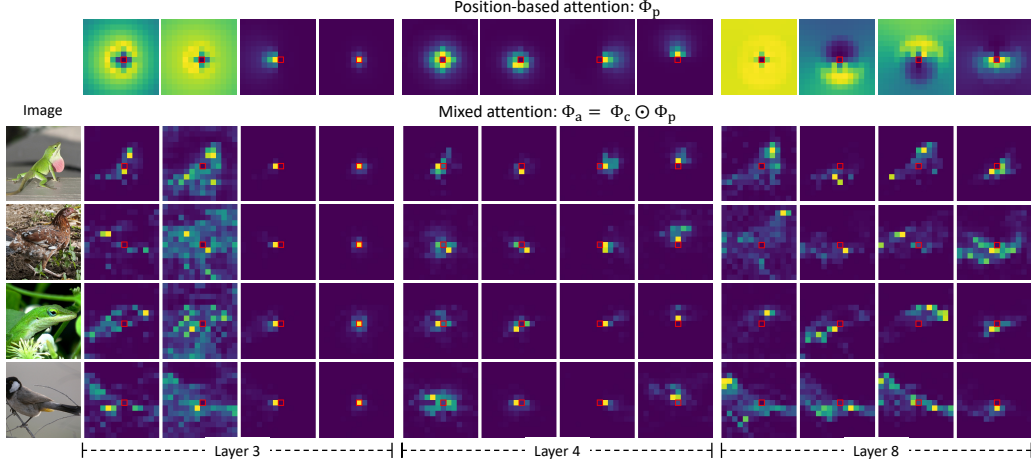 Position-based attention: Φp
Image
Mixed attention: Φa = Φc ⊙ Φp
Layer 3
Layer 4
Layer 8